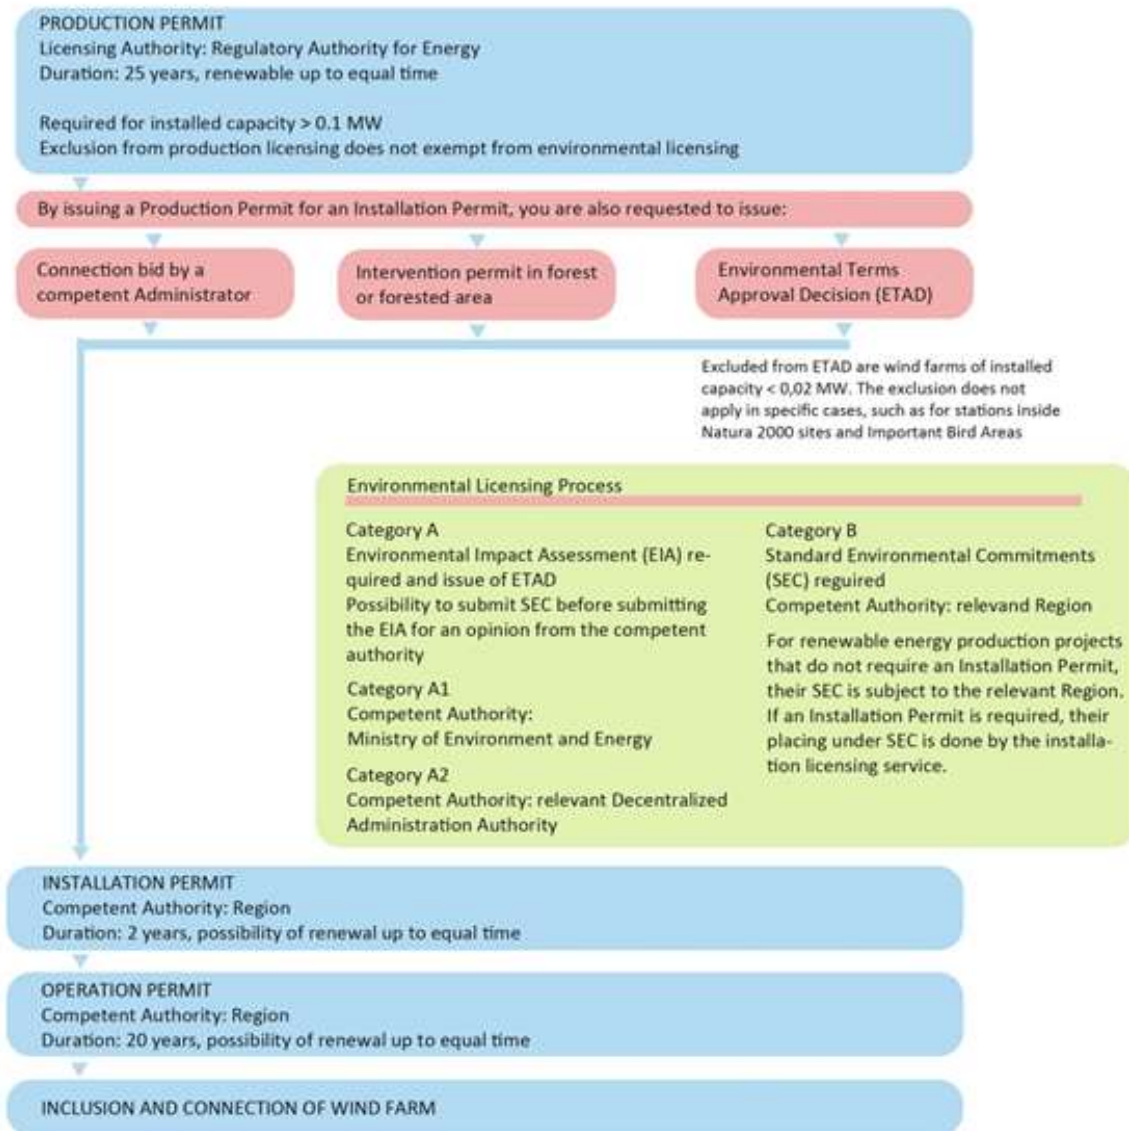 PRODUCTION PERMIT
Licensing Authority: Regulatory Authority for Energy
Duration: 25 years, renewable up to equal time
Required for installed capacity > 0.1 MW
Exclusion from production licensing does not exempt from environmental licensing
By issuing a Production Permit for an Installation Permit, you are also requested to issue:
Connection bid by a
competent Administrator
Intervention permit in forest
or forested area
Environmental Terms
Approval Decision (ETAD)
Excluded from ETAD are wind farms of installed
capacity < 0,02 MW. The exclusion does not
apply in specific cases, such as for stations inside
Natura 2000 sites and Important Bird Areas
Environmental Licensing Process
Category A
Environmental Impact Assessment (EIA) re-
quired and issue of ETAD
Possibility to submit SEC before submitting
the EIA for an opinion from the competent
authority
Category A1
Competent Authority:
Ministry of Environment and Energy
Category A2
Competent Authority: relevant Decentralized
Administration Authority
Category B
Standard Environmental Commitments
(SEC) reguired
Competent Authority: relevand Region
For renewable energy production projects
that do not require an Installation Permit,
their SEC is subject to the relevant Region.
If an Installation Permit is required, their
placing under SEC is done by the installa-
tion licensing service.
INSTALLATION PERMIT
Competent Authority: Region
Duration: 2 years, possibility of renewal up to equal time
OPERATION PERMIT
Competent Authority: Region
Duration: 20 years, possibility of renewal up to equal time
INCLUSION AND CONNECTION OF WIND FARM